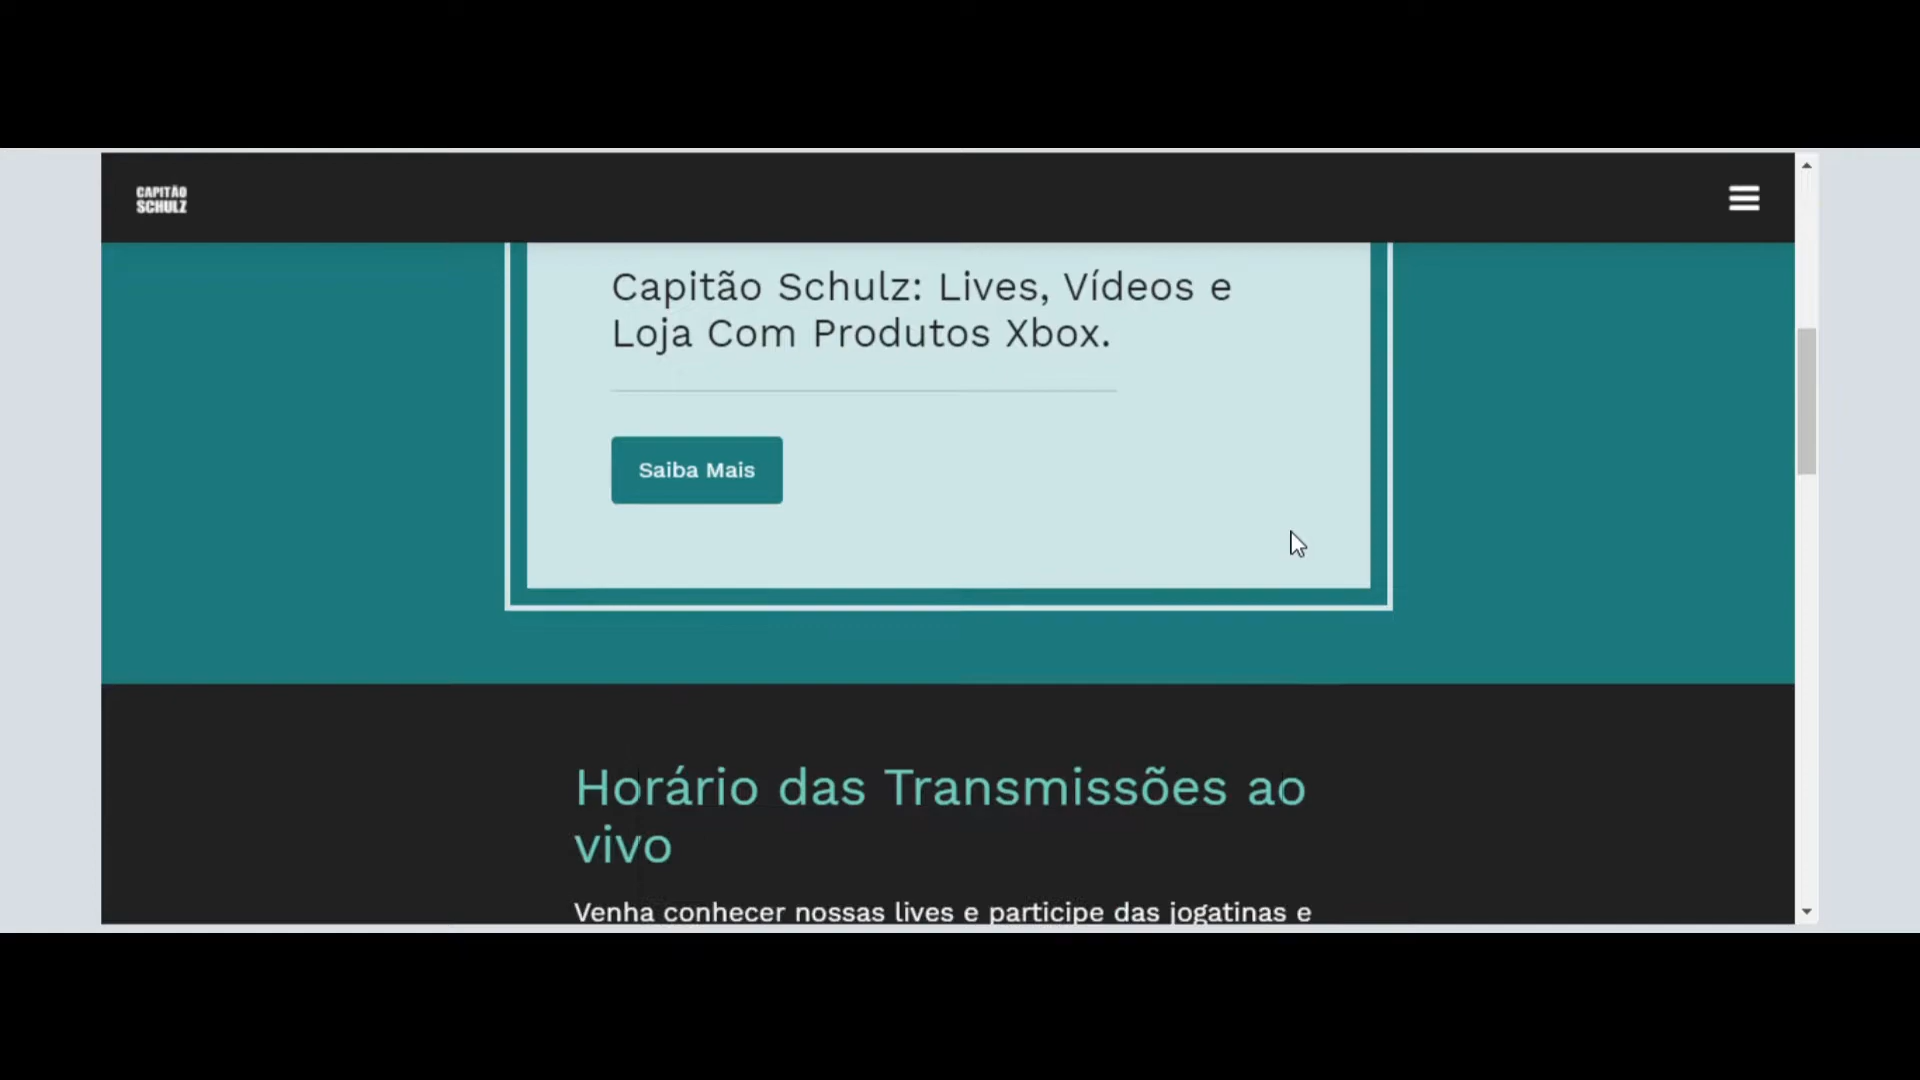 CAPITÃO
SCHULZ
Capitão Schulz: Lives, Vídeos e
Loja Com Produtos Xbox.
Saiba Mais
Horário das Transmissões ao
vivo
Venha conhecer nossas lives e participe das jogatinas e